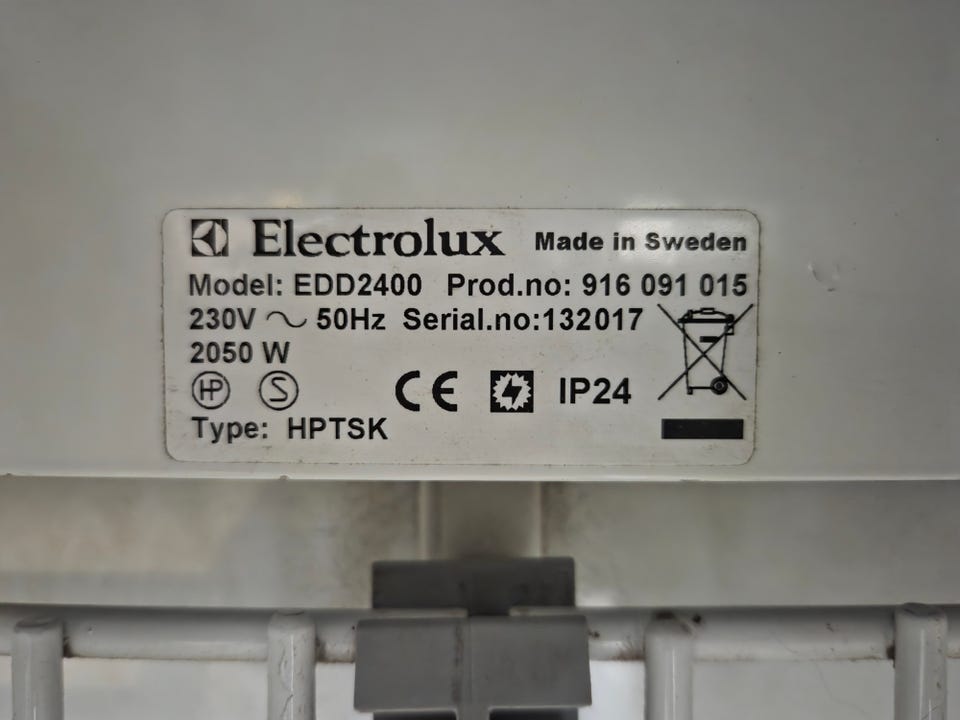 Electrolux Made in Sweden
Model: EDD2400 Prod.no: 916 091 015
230V ~ 50Hz Serial.no:132017
2050 W
HP S CE IP24
Type: HPTSK